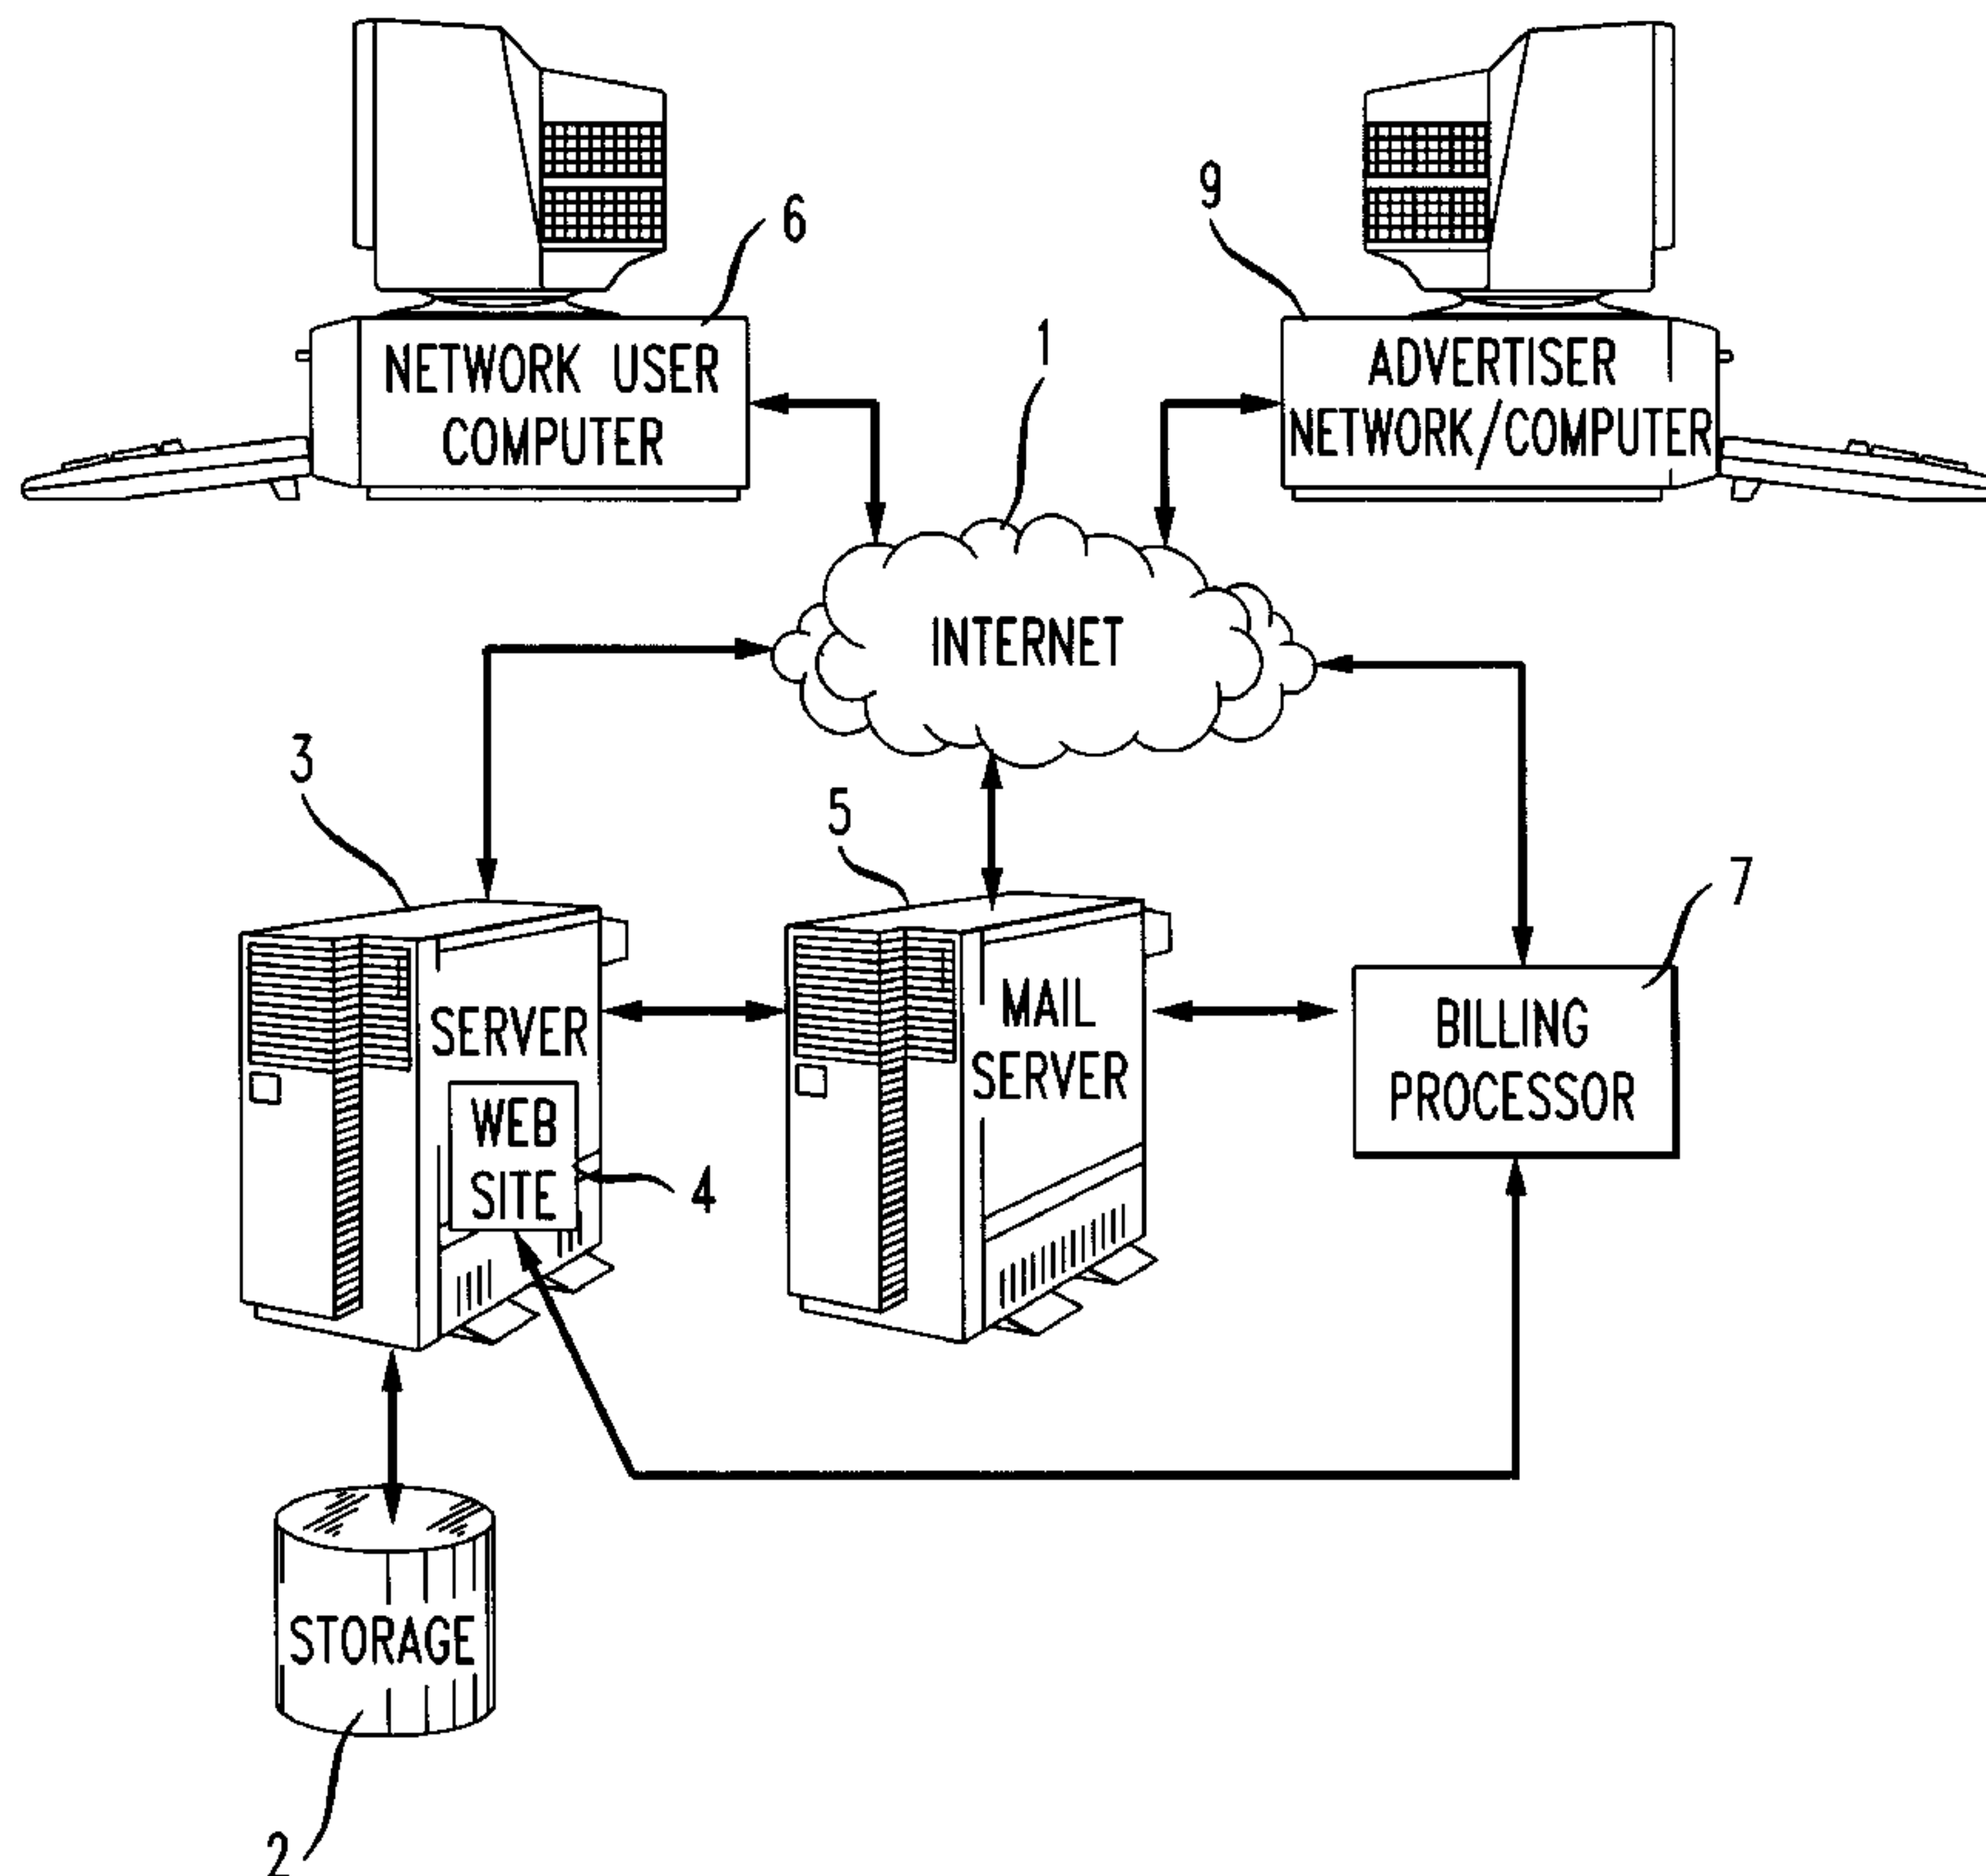 6
9
1
NETWORK USER
COMPUTER
ADVERTISER
NETWORK/COMPUTER
INTERNET
3
5
7
SERVER
WEB
SITE
4
MAIL
SERVER
BILLING
PROCESSOR
STORAGE
2